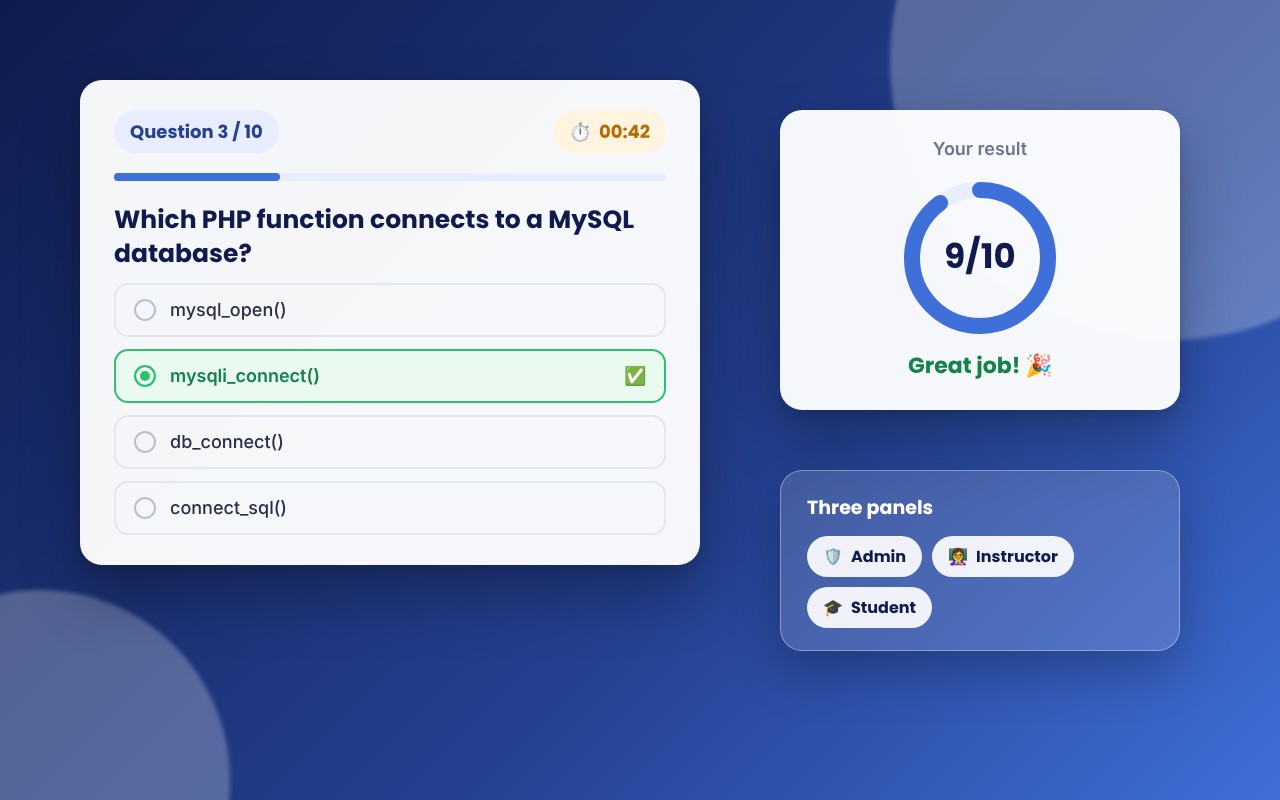 Question 3 / 10
⏱️ 00:42
Which PHP function connects to a MySQL
database?
mysql_open()
mysqli_connect() ✅
db_connect()
connect_sql()
Your result
9/10
Great job! 🎉
Three panels
🛡️ Admin
👩‍🏫 Instructor
🎓 Student